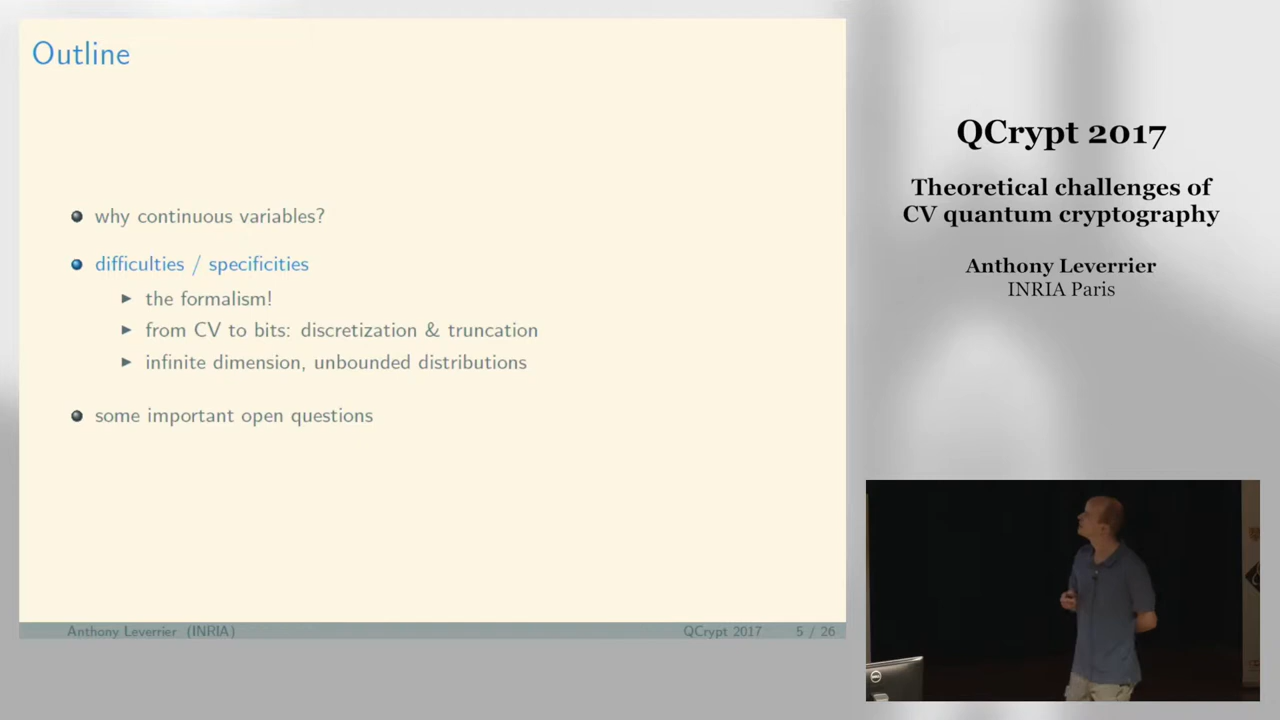 Outline
why continuous variables?
difficulties / specificities
the formalism!
from CV to bits: discretization & truncation
infinite dimension, unbounded distributions
some important open questions
Anthony Leverrier (INRIA)
QCrypt 2017
5 / 26
QCrypt 2017
Theoretical challenges of
CV quantum cryptography
Anthony Leverrier
INRIA Paris